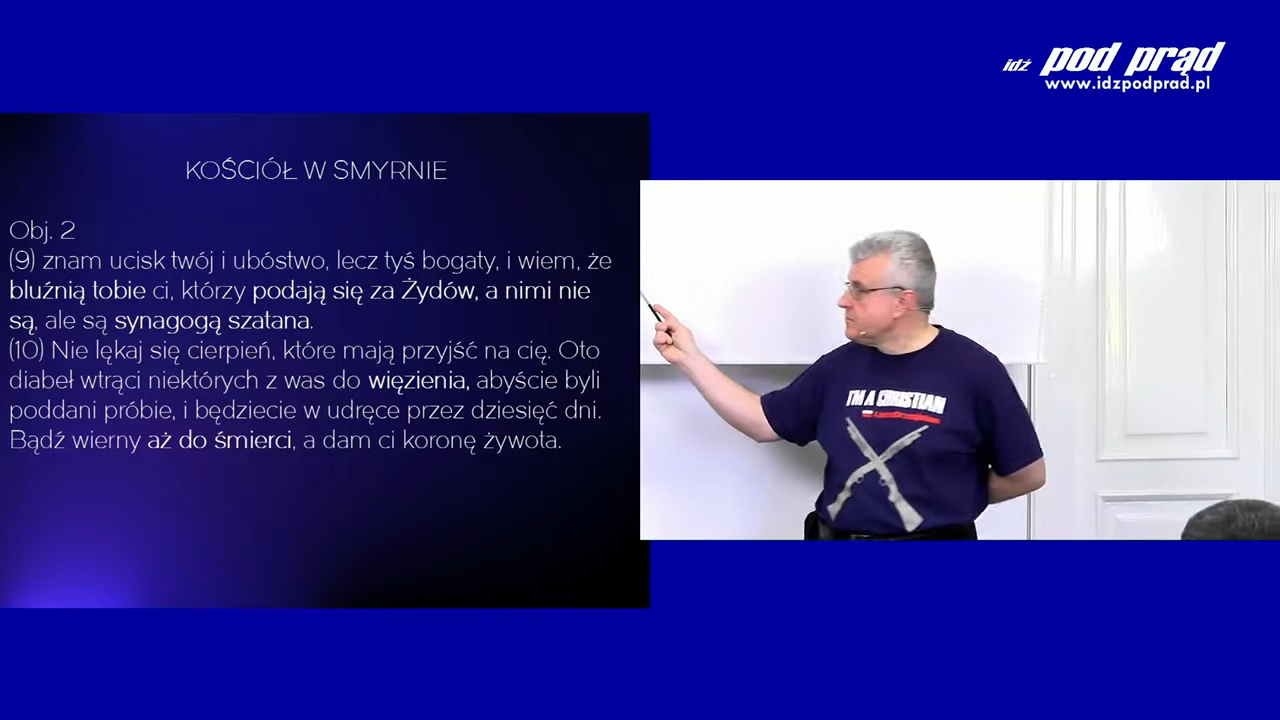 idź pod prąd
www.idzpodprad.pl
KOŚCIÓŁ W SMYRNIE
Obj. 2
(9) znam ucisk twój i ubóstwo, lecz tyś bogaty, i wiem, że
bluźnią tobie ci, którzy podają się za Żydów, a nimi nie
są, ale są synagogą szatana.
(10) Nie lękaj się cierpień, które mają przyjść na cię. Oto
diabeł wtrąci niektórych z was do więzienia, abyście byli
poddani próbie, i będziecie w udręce przez dziesięć dni.
Bądź wierny aż do śmierci, a dam ci koronę żywota.
I'M A CHRISTIAN